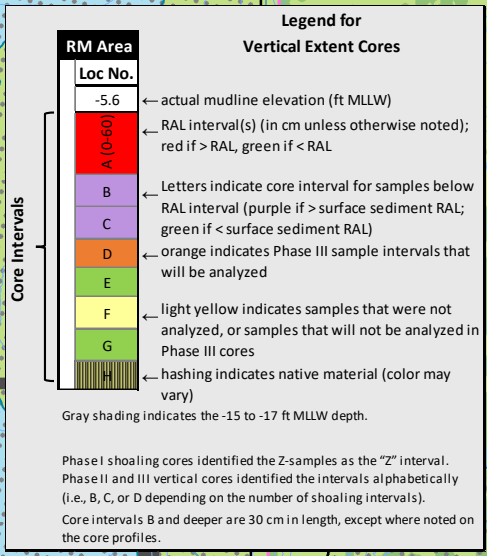 Legend for
Vertical Extent Cores
RM Area
Loc No.
-5.6
actual mudline elevation (ft MLLW)
A (0-60)
RAL interval(s) (in cm unless otherwise noted);
red if > RAL, green if < RAL
Core Intervals
B
Letters indicate core interval for samples below
RAL interval (purple if > surface sediment RAL;
green if < surface sediment RAL)
C
D
orange indicates Phase III sample intervals that
will be analyzed
E
F
light yellow indicates samples that were not
analyzed, or samples that will not be analyzed in
Phase III cores
G
H
hashing indicates native material (color may
vary)
Gray shading indicates the -15 to -17 ft MLLW depth.
Phase I shoaling cores identified the Z-samples as the “Z” interval.
Phase II and III vertical cores identified the intervals alphabetically
(i.e., B, C, or D depending on the number of shoaling intervals).
Core intervals B and deeper are 30 cm in length, except where noted on
the core profiles.